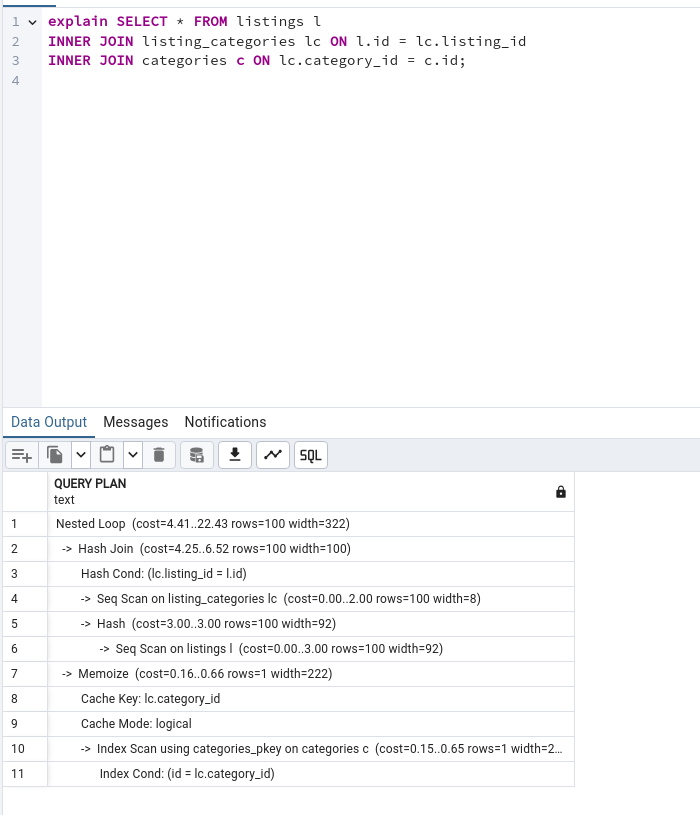 1 explain SELECT * FROM listings l
2 INNER JOIN listing_categories lc ON l.id = lc.listing_id
3 INNER JOIN categories c ON lc.category_id = c.id;
4
Data Output Messages Notifications
SQL
QUERY PLAN
text
1 Nested Loop (cost=4.41..22.43 rows=100 width=322)
2 -> Hash Join (cost=4.25..6.52 rows=100 width=100)
3 Hash Cond: (lc.listing_id = l.id)
4 -> Seq Scan on listing_categories lc (cost=0.00..2.00 rows=100 width=8)
5 -> Hash (cost=3.00..3.00 rows=100 width=92)
6 -> Seq Scan on listings l (cost=0.00..3.00 rows=100 width=92)
7 -> Memoize (cost=0.16..0.66 rows=1 width=222)
8 Cache Key: lc.category_id
9 Cache Mode: logical
10 -> Index Scan using categories_pkey on categories c (cost=0.15..0.65 rows=1 width=2…
11 Index Cond: (id = lc.category_id)